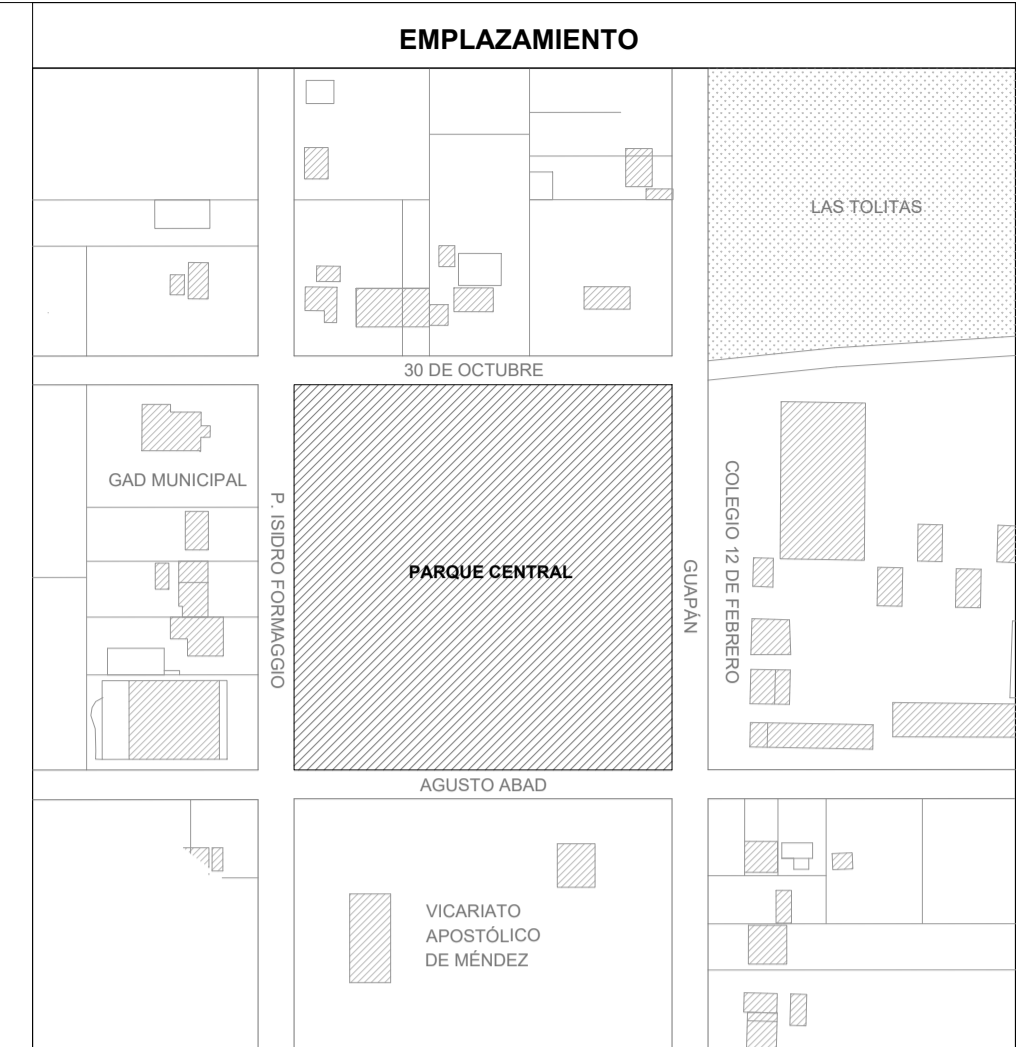 EMPLAZAMIENTO
LAS TOLITAS
30 DE OCTUBRE
GAD MUNICIPAL
P. ISIDRO FORMAGGIO
PARQUE CENTRAL
GUAPÁN
COLEGIO 12 DE FEBRERO
AGUSTO ABAD
VICARIATO
APOSTÓLICO
DE MÉNDEZ